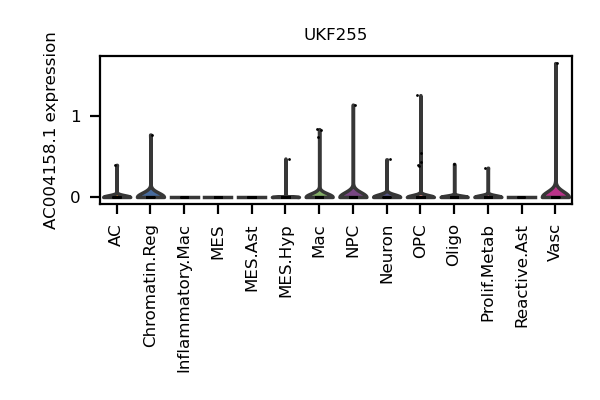 UKF255
AC004158.1 expression
1
0
AC
Chromatin.Reg
Inflammatory.Mac
MES
MES.Ast
MES.Hyp
Mac
NPC
Neuron
OPC
Oligo
Prolif.Metab
Reactive.Ast
Vasc